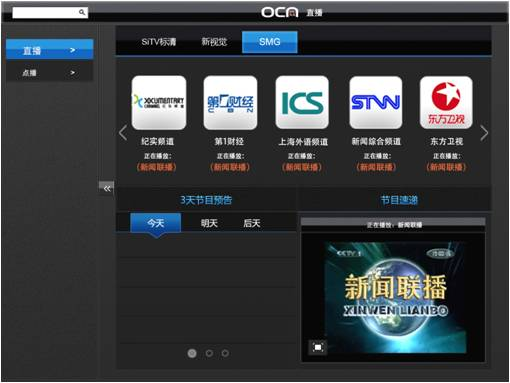 OCN 直播
直播 >
点播 >
SiTV标清 新视觉 SMG
DOCUMENTARY CHANNEL 第1财经 CBN ICS STVN 东方卫视
纪实频道 第1财经 上海外语频道 新闻综合频道 东方卫视
正在播放: 正在播放: 正在播放: 正在播放: 正在播放:
(新闻联播) (新闻联播) (新闻联播) (新闻联播) (新闻联播)
«
3天节目预告 节目速递
今天 明天 后天
正在播放：新闻联播
CCTV 1
新闻联播
XINWEN LIANBO